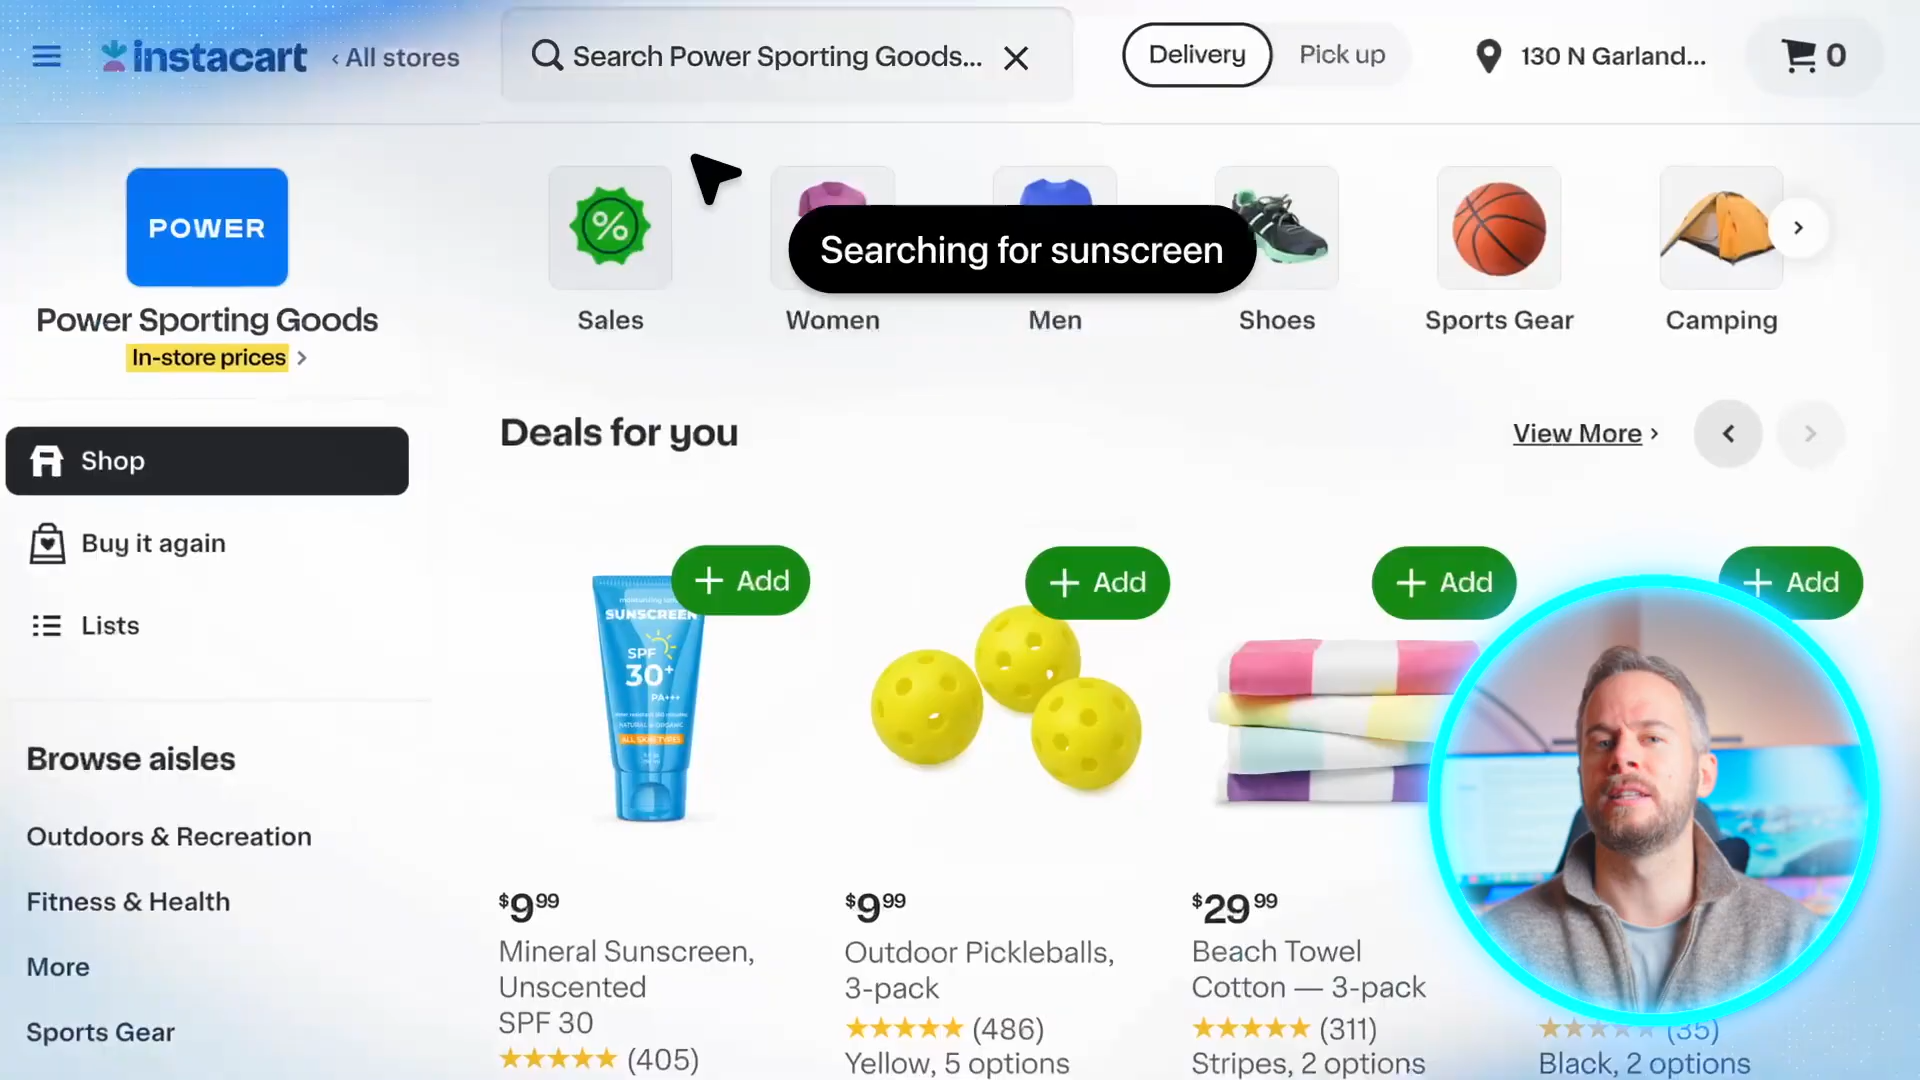 instacart
‹ All stores
Search Power Sporting Goods...
Delivery
Pick up
130 N Garland...
0
POWER
Power Sporting Goods
In-store prices
Searching for sunscreen
Sales
Women
Men
Shoes
Sports Gear
Camping
Shop
Buy it again
Lists
Browse aisles
Outdoors & Recreation
Fitness & Health
More
Sports Gear
Deals for you
View More
+ Add
+ Add
+ Add
+ Add
SUNSCREEN
SPF
30+
PA+++
ALL SKIN TYPES
$9 99
Mineral Sunscreen,
Unscented
SPF 30
(405)
$9 99
Outdoor Pickleballs,
3-pack
(486)
Yellow, 5 options
$29 99
Beach Towel
Cotton — 3-pack
(311)
Stripes, 2 options
(35)
Black, 2 options